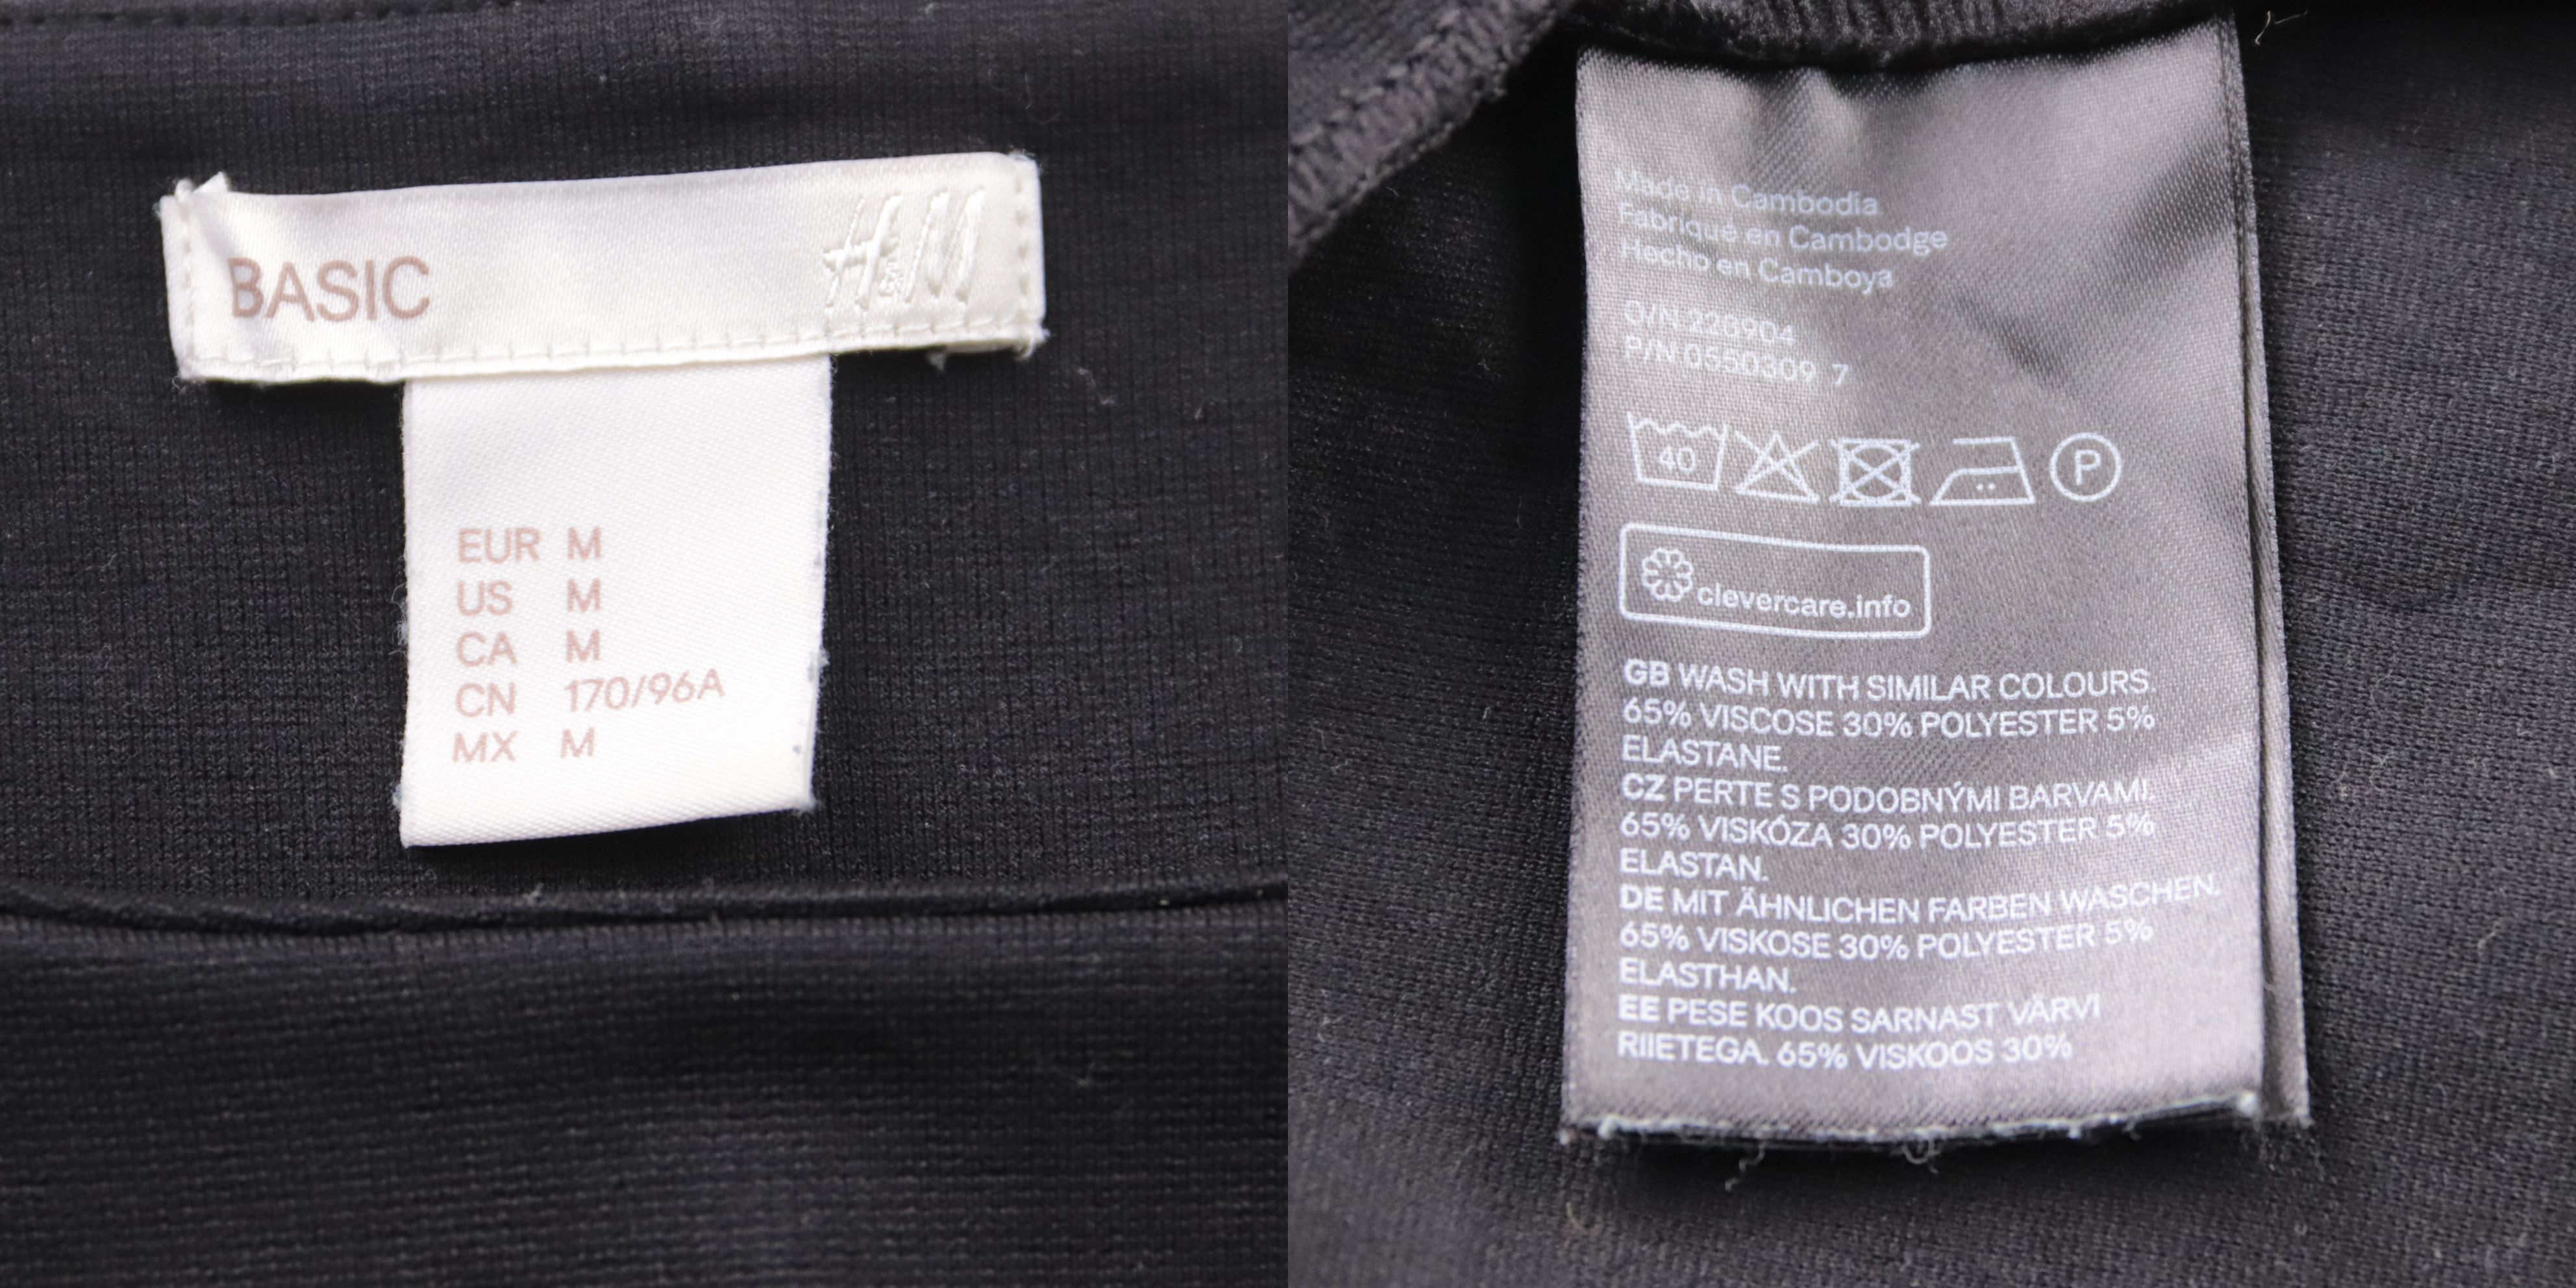 BASIC
H&M
EUR M
US M
CA M
CN 170/96A
MX M
Made in Cambodia
Fabriqué en Cambodge
Hecho en Camboya
O/N 226904
P/N 0550309 7
40
P
clevercare.info
GB WASH WITH SIMILAR COLOURS.
65% VISCOSE 30% POLYESTER 5%
ELASTANE.
CZ PERTE S PODOBNÝMI BARVAMI.
65% VISKÓZA 30% POLYESTER 5%
ELASTAN.
DE MIT ÄHNLICHEN FARBEN WASCHEN.
65% VISKOSE 30% POLYESTER 5%
ELASTHAN.
EE PESE KOOS SARNAST VÄRVI
RIIETEGA. 65% VISKOOS 30%